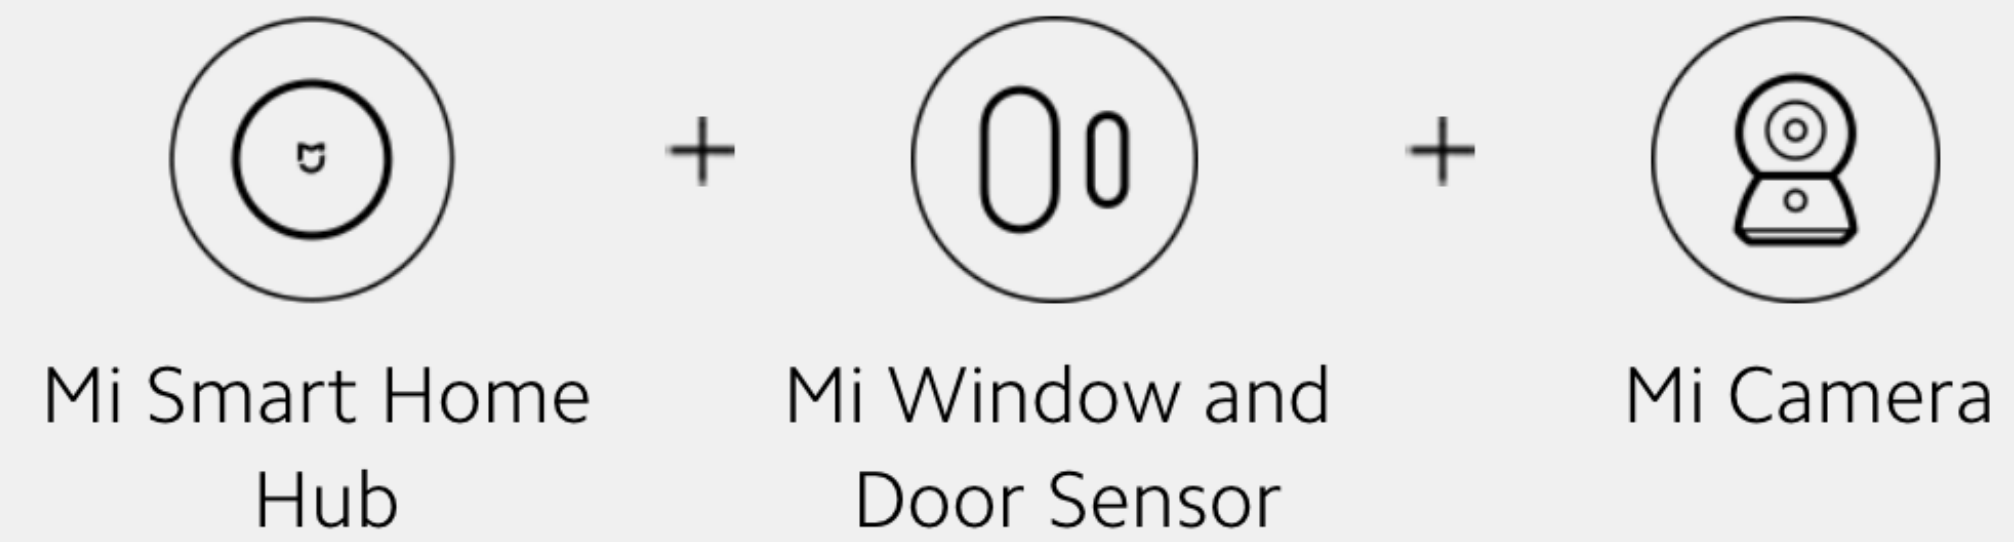 Mi Smart Home
Hub
+
Mi Window and
Door Sensor
+
Mi Camera